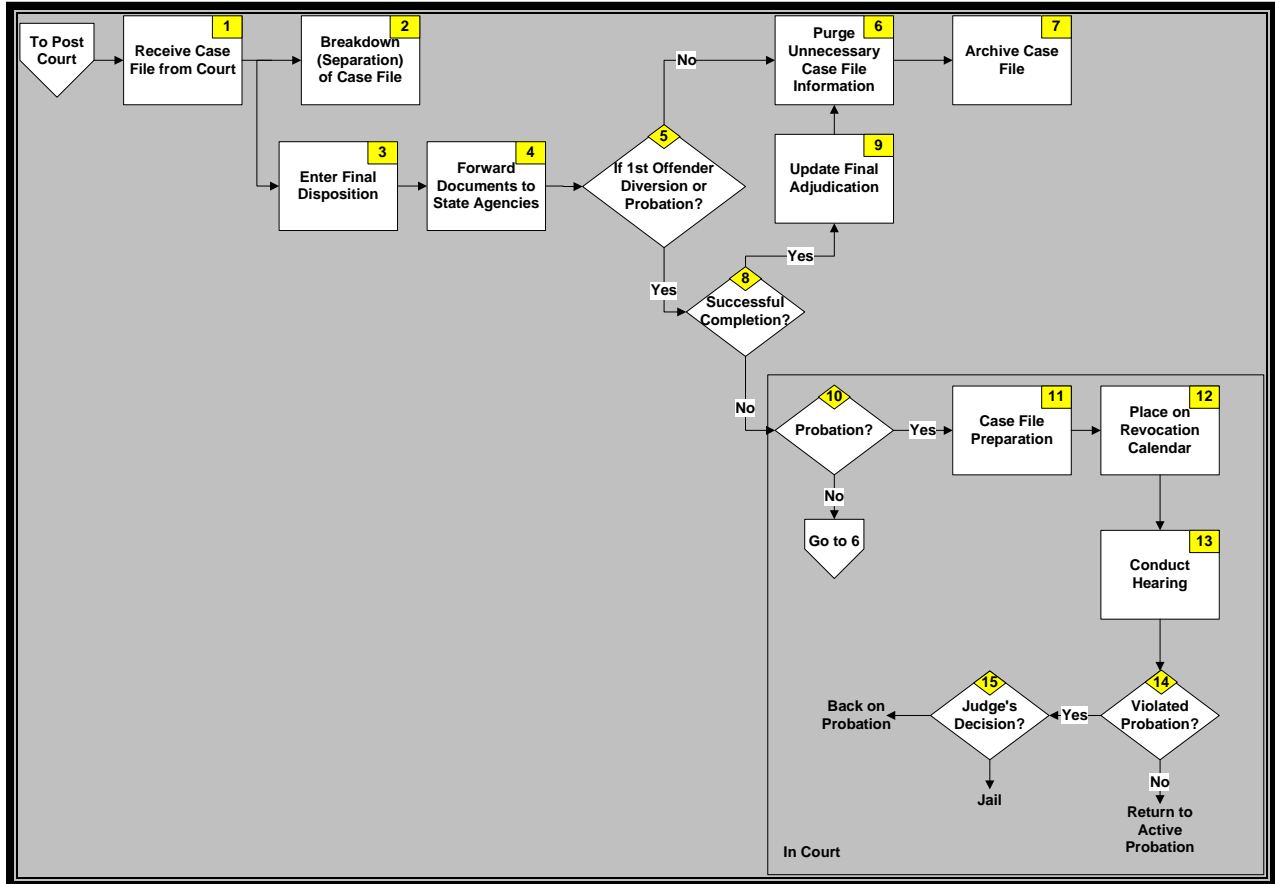 To Post
Court
1
Receive Case
File from Court
2
Breakdown
(Separation)
of Case File
3
Enter Final
Disposition
4
Forward
Documents to
State Agencies
5
If 1st Offender
Diversion or
Probation?
No
Yes
6
Purge
Unnecessary
Case File
Information
7
Archive Case
File
8
Successful
Completion?
Yes
No
9
Update Final
Adjudication
10
Probation?
Yes
No
Go to 6
11
Case File
Preparation
12
Place on
Revocation
Calendar
13
Conduct
Hearing
14
Violated
Probation?
Yes
No
Return to
Active
Probation
15
Judge's
Decision?
Back on
Probation
Jail
In Court